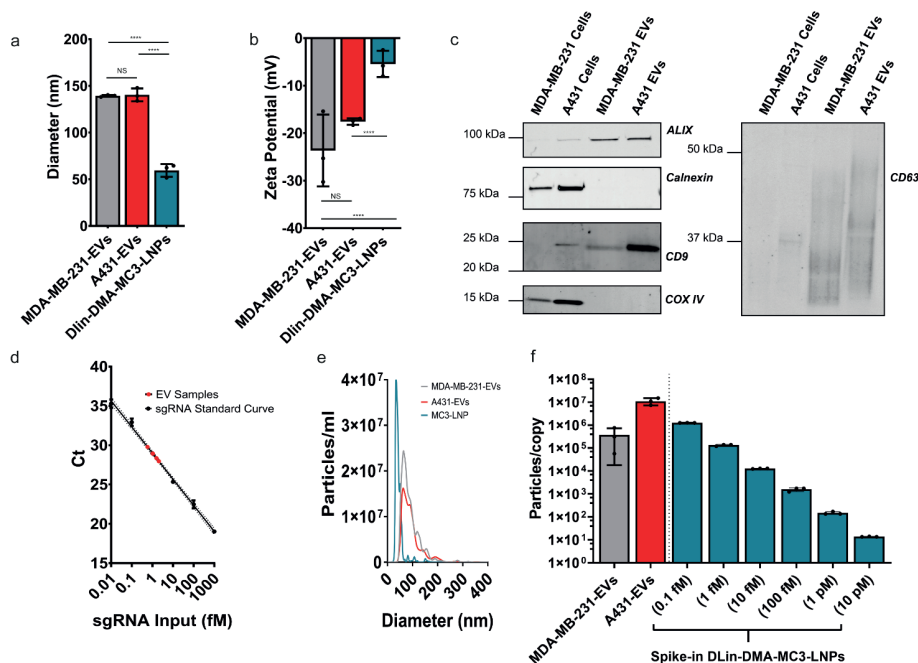 a
Diameter (nm)
200
150
100
50
0
****
****
NS
MDA-MB-231-EVs
A431-EVs
Dlin-DMA-MC3-LNPs
b
Zeta Potential (mV)
0
-10
-20
-30
-40
****
NS
****
MDA-MB-231-EVs
A431-EVs
Dlin-DMA-MC3-LNPs
c
MDA-MB-231 Cells
A431 Cells
MDA-MB-231 EVs
A431 EVs
100 kDa
ALIX
75 kDa
Calnexin
25 kDa
20 kDa
CD9
15 kDa
COX IV
MDA-MB-231 Cells
A431 Cells
MDA-MB-231 EVs
A431 EVs
50 kDa
37 kDa
CD63
d
Ct
40
35
30
25
20
15
EV Samples
sgRNA Standard Curve
0.01
0.1
1
10
100
1000
sgRNA Input (fM)
e
Particles/ml
4×10⁷
3×10⁷
2×10⁷
1×10⁷
0
MDA-MB-231-EVs
A431-EVs
MC3-LNP
0
100
200
300
400
Diameter (nm)
f
Particles/copy
1×10⁸
1×10⁷
1×10⁶
1×10⁵
1×10⁴
1×10³
1×10²
1×10¹
1×10⁰
MDA-MB-231-EVs
A431-EVs
(0.1 fM)
(1 fM)
(10 fM)
(100 fM)
(1 pM)
(10 pM)
Spike-in DLin-DMA-MC3-LNPs